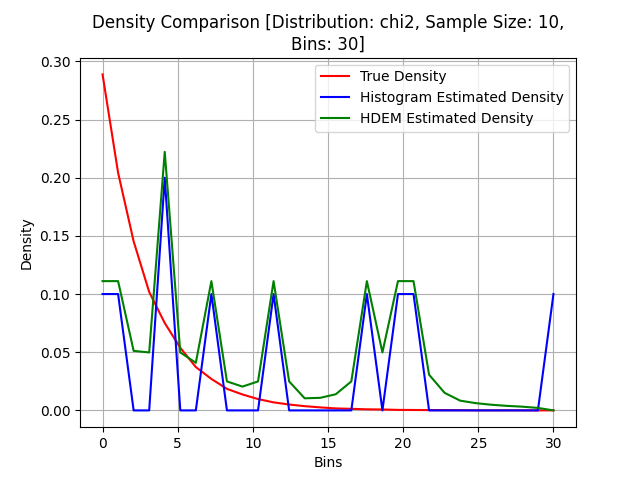 Density Comparison [Distribution: chi2, Sample Size: 10,
Bins: 30]
True Density
Histogram Estimated Density
HDEM Estimated Density
Density
0.30
0.25
0.20
0.15
0.10
0.05
0.00
0 5 10 15 20 25 30
Bins